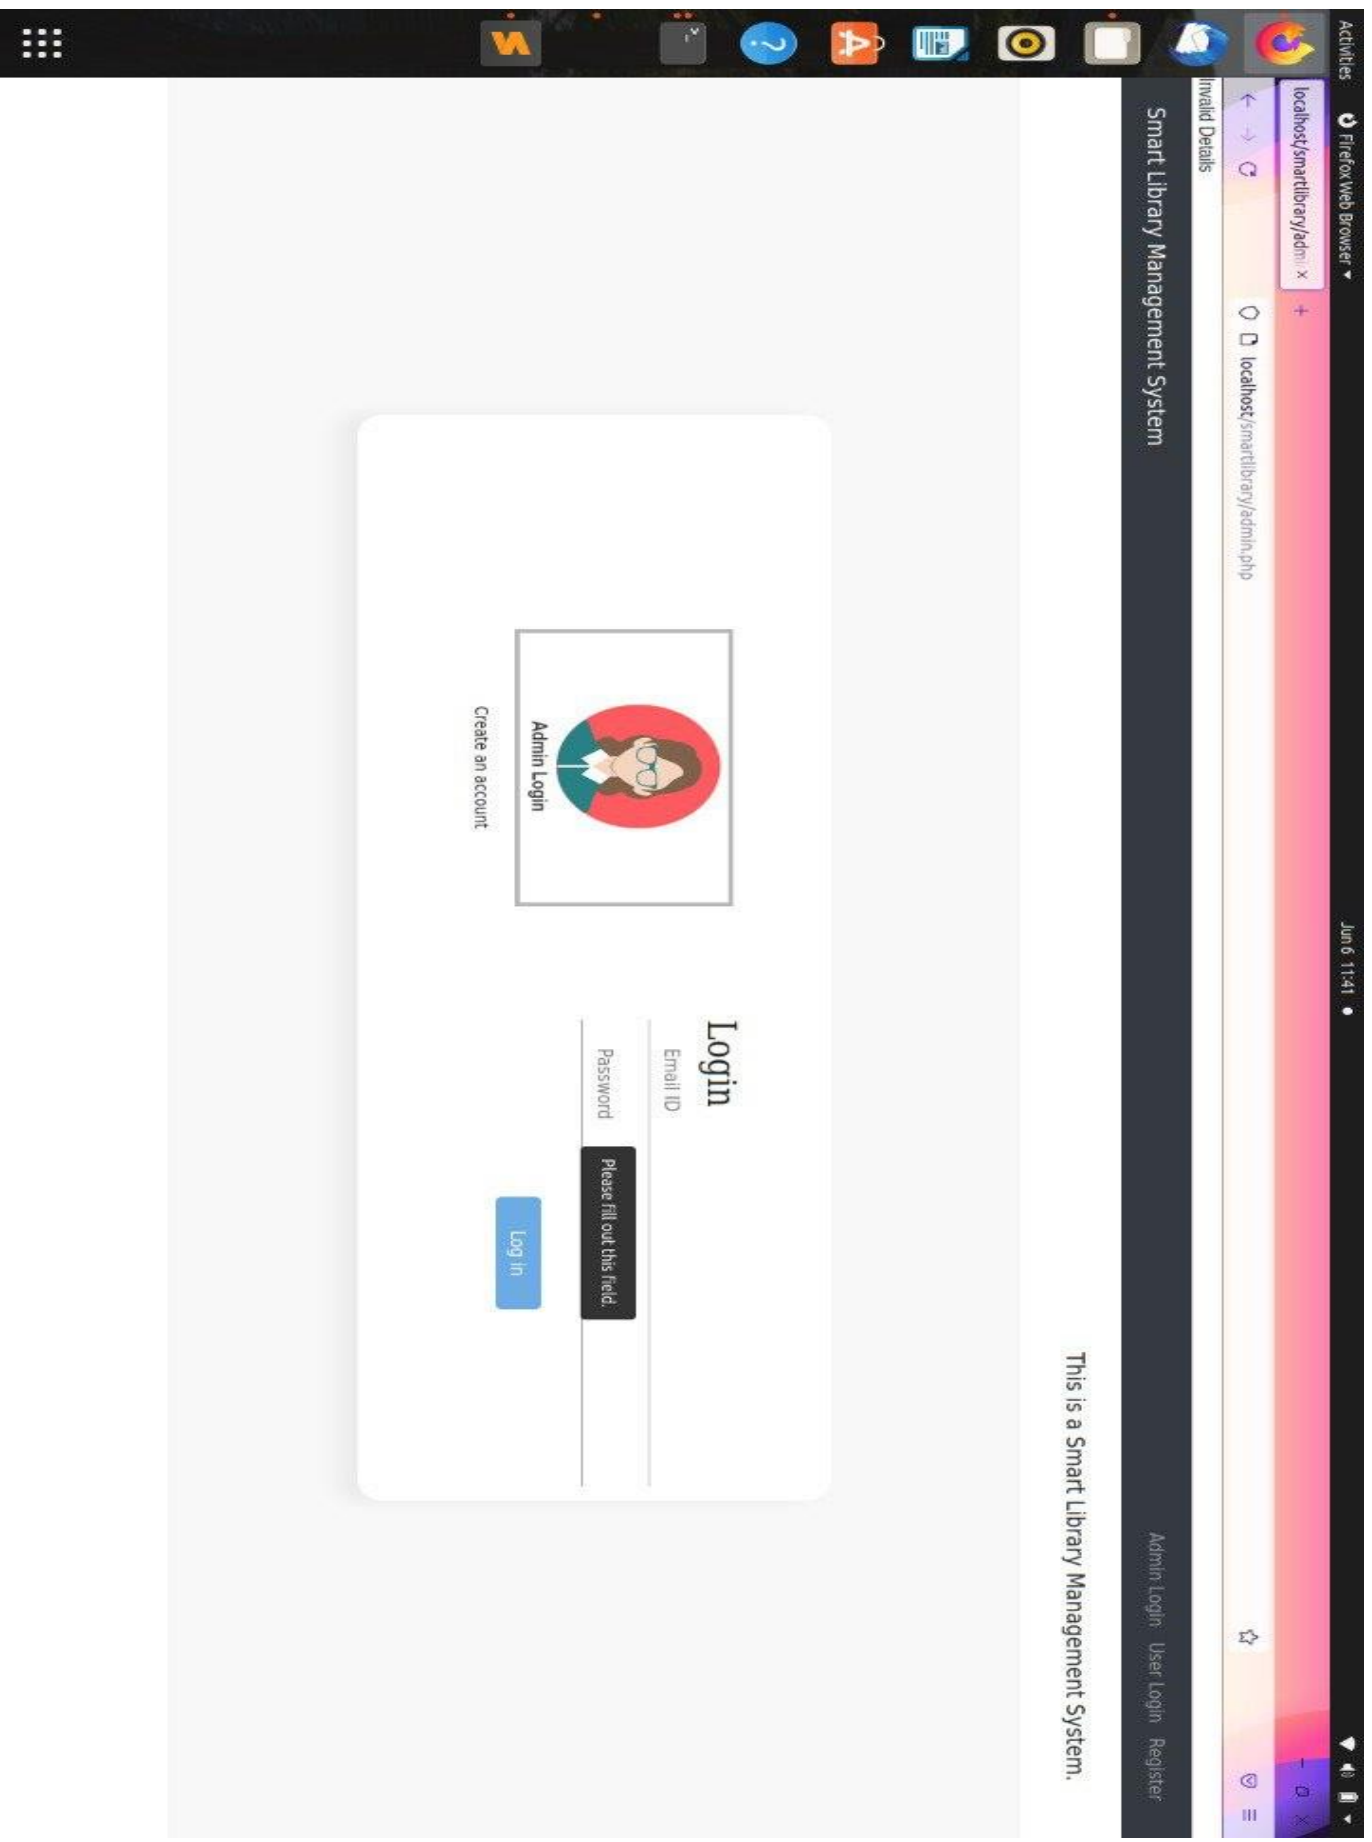 Activities Firefox Web Browser Jun 6 11:41
localhost/smartlibrary/admi x +
localhost/smartlibrary/admin.php
Invalid Details
Smart Library Management System Admin Login User Login Register
This is a Smart Library Management System.
Login
Email ID
Password
Please fill out this field.
Log in
Admin Login
Create an account